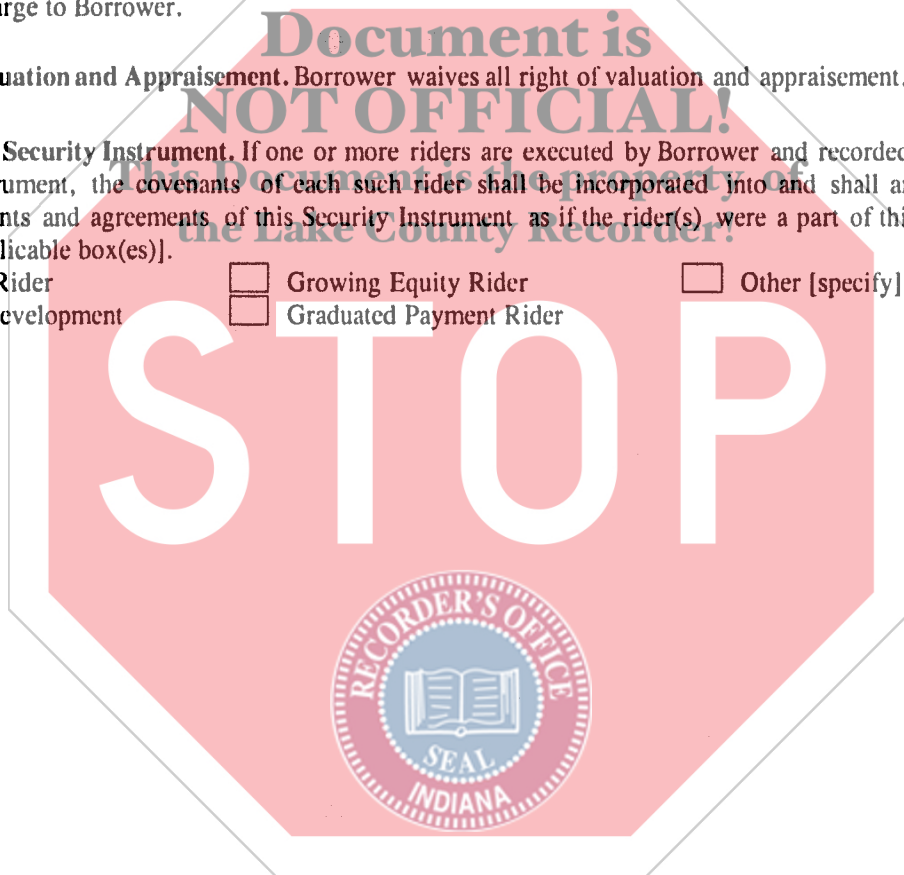 arge to Borrower.
Document is
uation and Appraisement. Borrower waives all right of valuation and appraisement.
NOT OFFICIAL!
Security Instrument. If one or more riders are executed by Borrower and recorded
This Document is the property of
rument, the covenants of each such rider shall be incorporated into and shall a
nts and agreements of this Security Instrument as if the rider(s) were a part of thi
the Lake County Recorder!
licable box(es)].
Rider Growing Equity Rider Other [specify]
evelopment Graduated Payment Rider
STOP
RECORDER'S OFFICE
SEAL
INDIANA